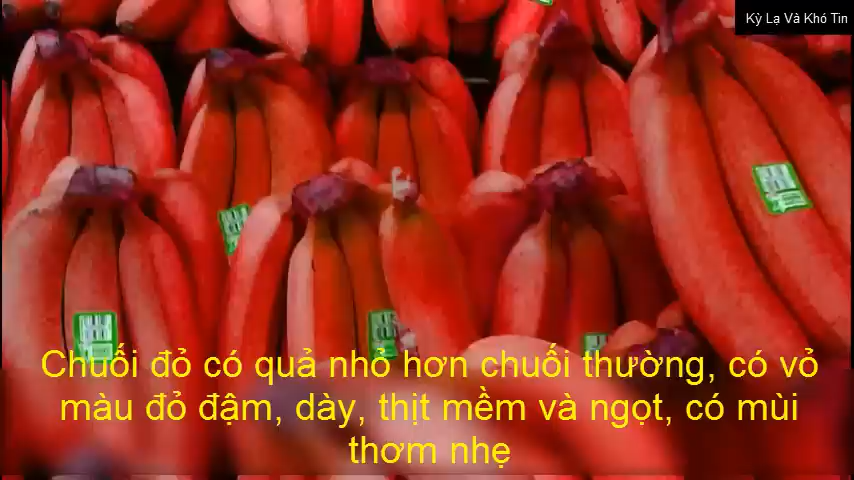 Kỳ Lạ Và Khó Tin
Chuối đỏ có quả nhỏ hơn chuối thường, có vỏ
màu đỏ đậm, dày, thịt mềm và ngọt, có mùi
thơm nhẹ